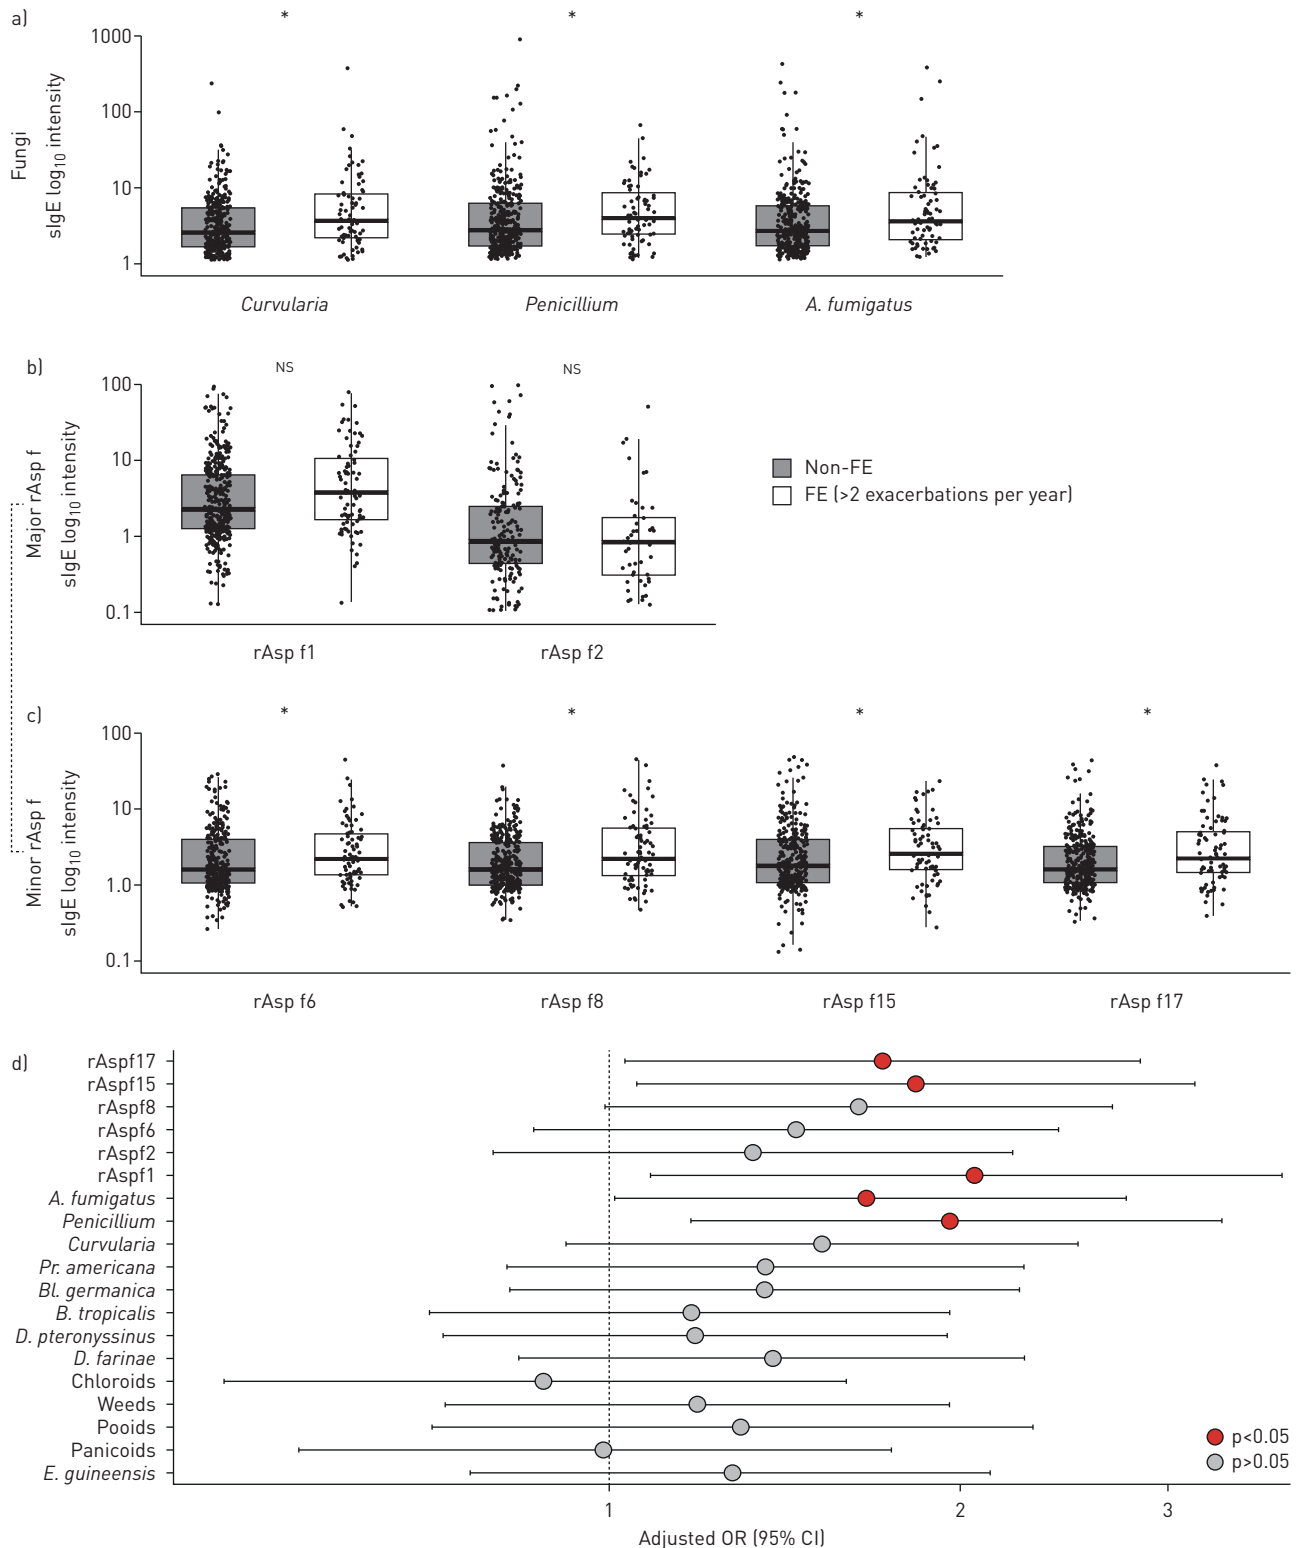 a)
* * *
Fungi
sIgE log10 intensity
1000
100
10
1
Curvularia Penicillium A. fumigatus
b)
NS NS
Major rAsp f
sIgE log10 intensity
100
10
1
0.1
rAsp f1 rAsp f2
Non-FE
FE (>2 exacerbations per year)
c)
* * * *
Minor rAsp f
sIgE log10 intensity
100
10
1.0
0.1
rAsp f6 rAsp f8 rAsp f15 rAsp f17
d)
rAspf17
rAspf15
rAspf8
rAspf6
rAspf2
rAspf1
A. fumigatus
Penicillium
Curvularia
Pr. americana
Bl. germanica
B. tropicalis
D. pteronyssinus
D. farinae
Chloroids
Weeds
Pooids
Panicoids
E. guineensis
p<0.05
p>0.05
1 2 3
Adjusted OR (95% CI)